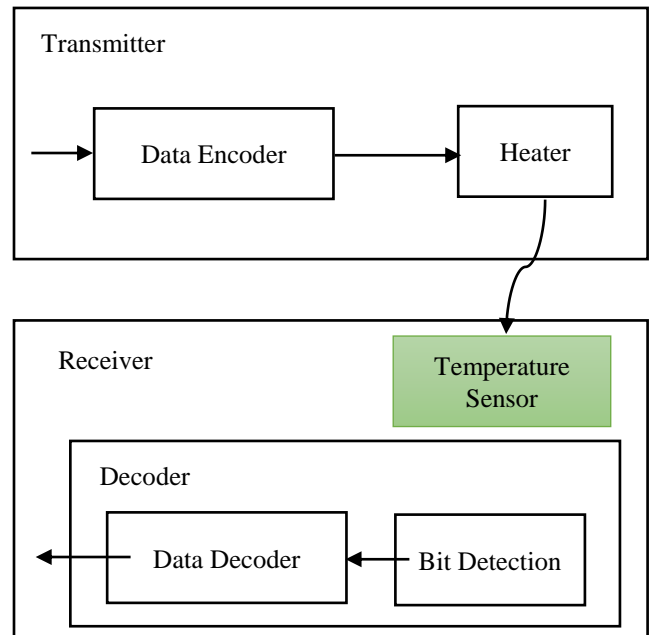 Transmitter
Data Encoder
Heater
Receiver
Temperature
Sensor
Decoder
Data Decoder
Bit Detection